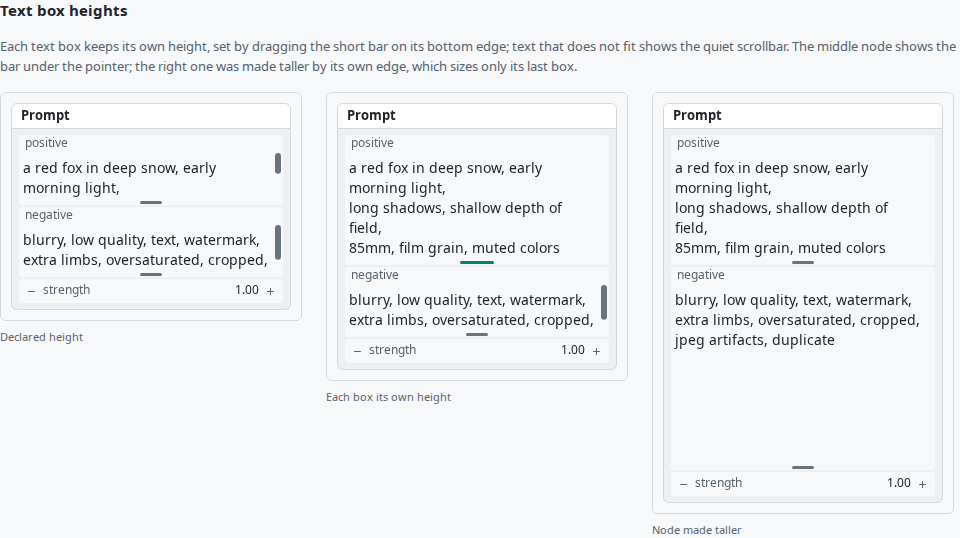 Text box heights
Each text box keeps its own height, set by dragging the short bar on its bottom edge; text that does not fit shows the quiet scrollbar. The middle node shows the
bar under the pointer; the right one was made taller by its own edge, which sizes only its last box.
Prompt
positive
a red fox in deep snow, early
morning light,
negative
blurry, low quality, text, watermark,
extra limbs, oversaturated, cropped,
− strength 1.00 +
Declared height
Prompt
positive
a red fox in deep snow, early
morning light,
long shadows, shallow depth of
field,
85mm, film grain, muted colors
negative
blurry, low quality, text, watermark,
extra limbs, oversaturated, cropped,
− strength 1.00 +
Each box its own height
Prompt
positive
a red fox in deep snow, early
morning light,
long shadows, shallow depth of
field,
85mm, film grain, muted colors
negative
blurry, low quality, text, watermark,
extra limbs, oversaturated, cropped,
jpeg artifacts, duplicate
− strength 1.00 +
Node made taller